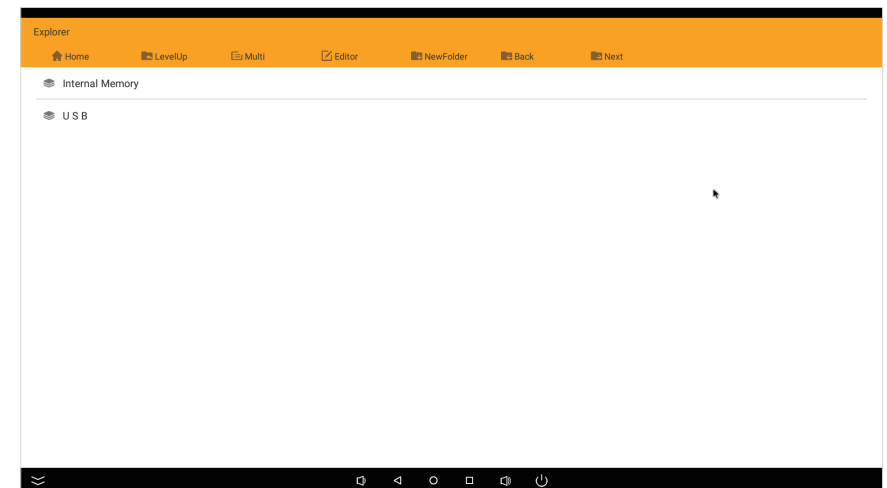 Explorer
Home LevelUp Multi Editor NewFolder Back Next
Internal Memory
U S B